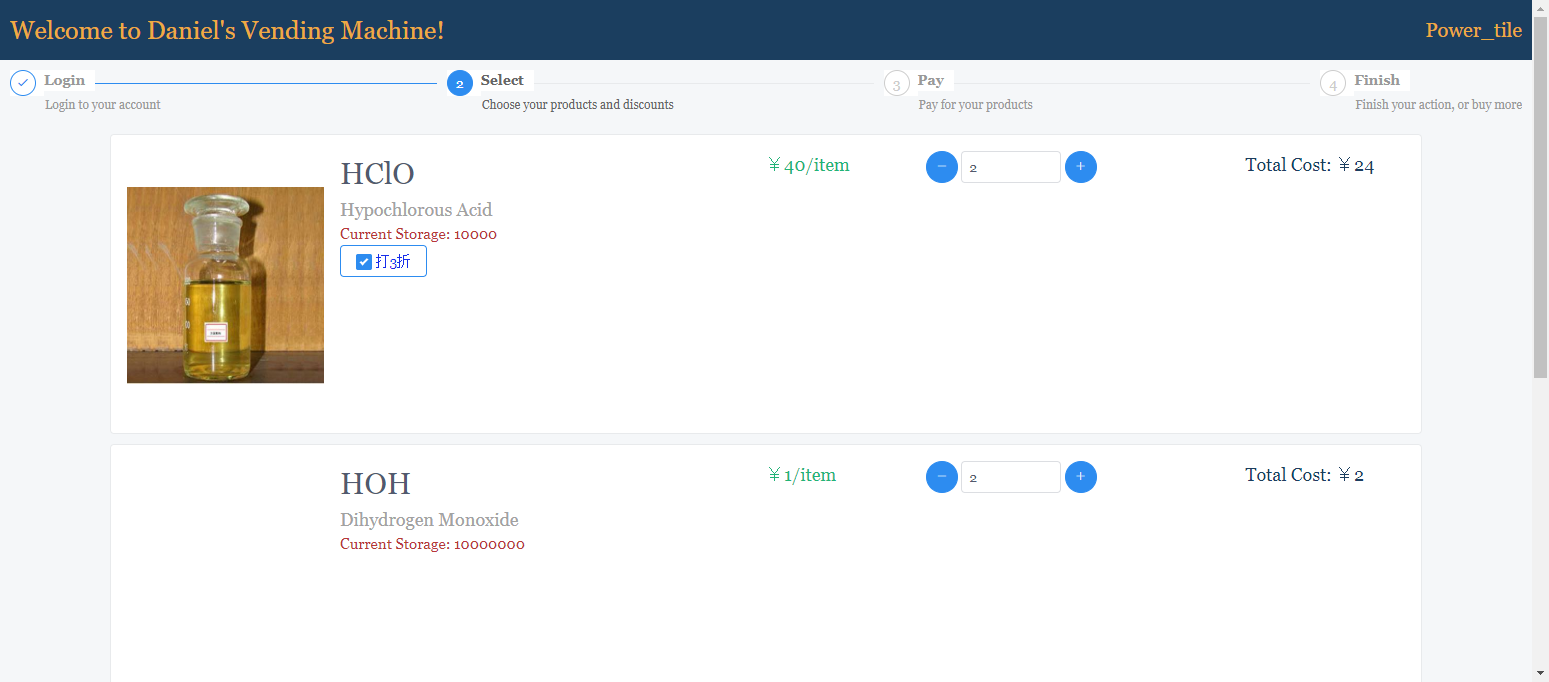 Welcome to Daniel's Vending Machine!
Power_tile
Login
Login to your account
2
Select
Choose your products and discounts
3
Pay
Pay for your products
4
Finish
Finish your action, or buy more
HClO
Hypochlorous Acid
Current Storage: 10000
打3折
¥40/item
2
Total Cost: ¥24
HOH
Dihydrogen Monoxide
Current Storage: 10000000
¥1/item
2
Total Cost: ¥2